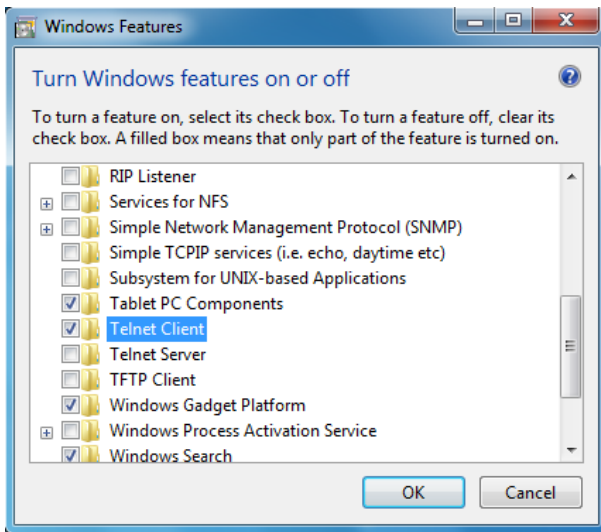 Windows Features
Turn Windows features on or off
To turn a feature on, select its check box. To turn a feature off, clear its
check box. A filled box means that only part of the feature is turned on.
RIP Listener
Services for NFS
Simple Network Management Protocol (SNMP)
Simple TCPIP services (i.e. echo, daytime etc)
Subsystem for UNIX-based Applications
Tablet PC Components
Telnet Client
Telnet Server
TFTP Client
Windows Gadget Platform
Windows Process Activation Service
Windows Search
OK Cancel